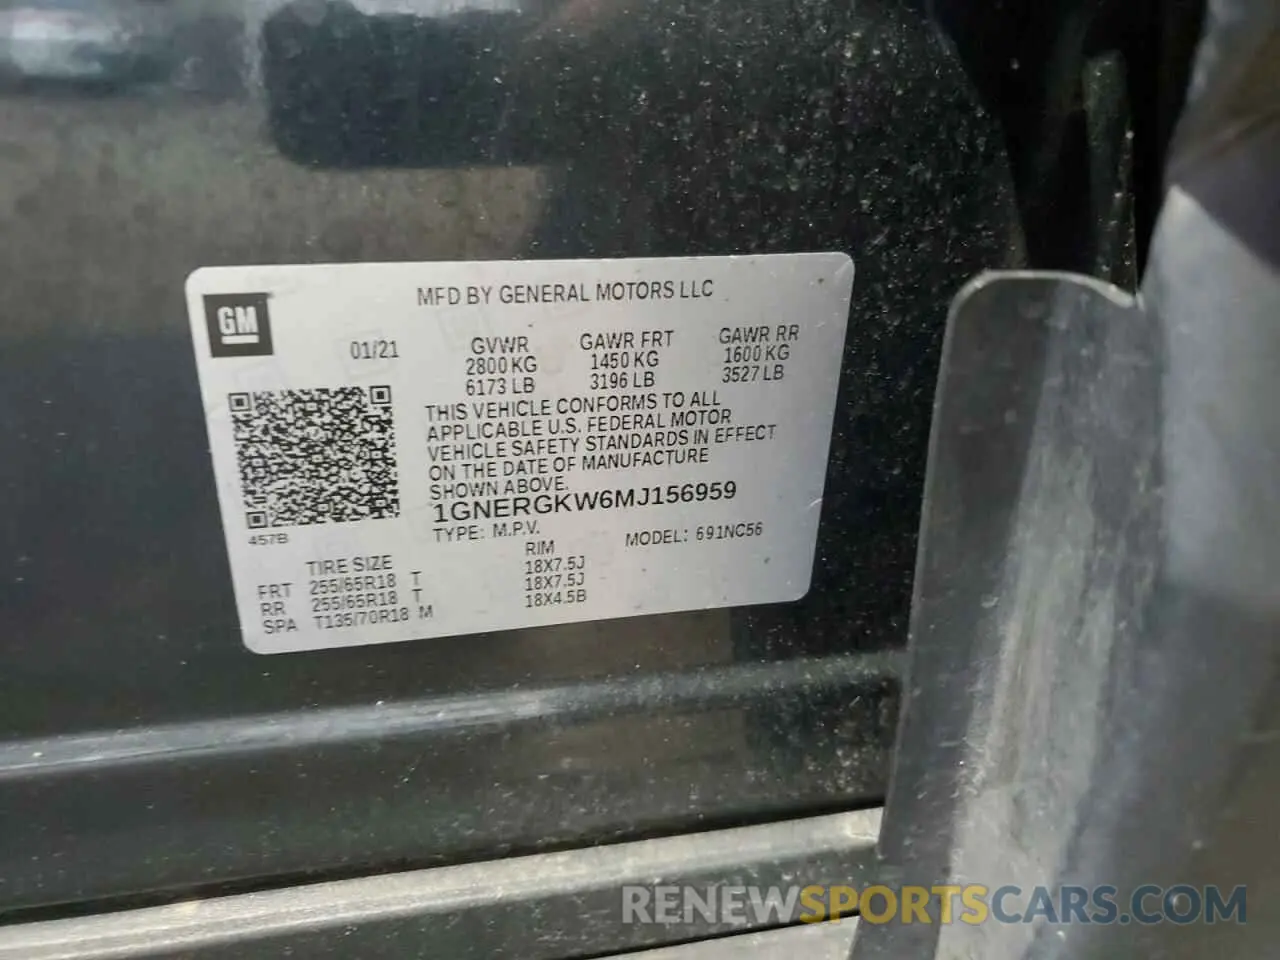 GM
MFD BY GENERAL MOTORS LLC
01/21
GVWR GAWR FRT GAWR RR
2800 KG 1450 KG 1600 KG
6173 LB 3196 LB 3527 LB
THIS VEHICLE CONFORMS TO ALL
APPLICABLE U.S. FEDERAL MOTOR
VEHICLE SAFETY STANDARDS IN EFFECT
ON THE DATE OF MANUFACTURE
SHOWN ABOVE.
1GNERGKW6MJ156959
457B
TYPE: M.P.V. MODEL: 691NC56
TIRE SIZE RIM
FRT 255/65R18 T 18X7.5J
RR 255/65R18 T 18X7.5J
SPA T135/70R18 M 18X4.5B
RENEWSPORTSCARS.COM